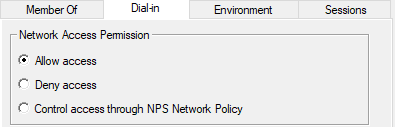 Member Of Dial-in Environment Sessions
Network Access Permission
Allow access
Deny access
Control access through NPS Network Policy